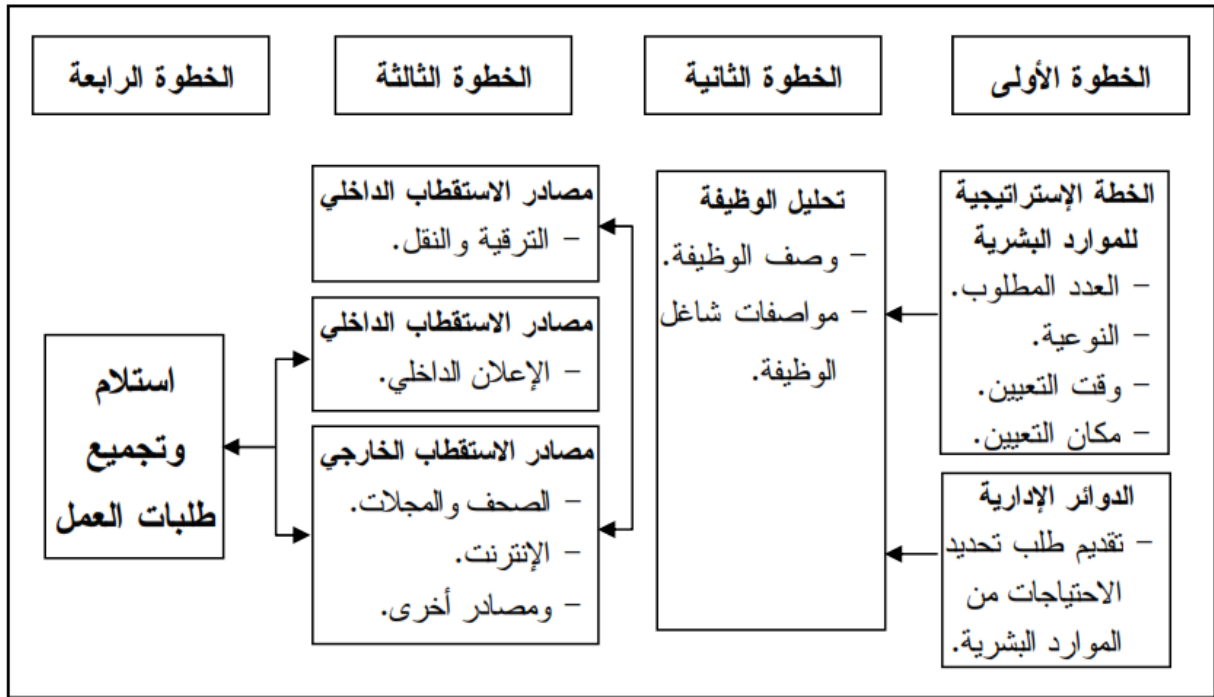 الخطوة الأولى
الخطوة الثانية
الخطوة الثالثة
الخطوة الرابعة
الخطة الإستراتيجية
للموارد البشرية
– العدد المطلوب.
– النوعية.
– وقت التعيين.
– مكان التعيين.
الدوائر الإدارية
– تقديم طلب تحديد
الاحتياجات من
الموارد البشرية.
تحليل الوظيفة
– وصف الوظيفة.
– مواصفات شاغل
الوظيفة.
مصادر الاستقطاب الداخلي
– الترقية والنقل.
مصادر الاستقطاب الداخلي
– الإعلان الداخلي.
مصادر الاستقطاب الخارجي
– الصحف والمجلات.
– الإنترنت.
– ومصادر أخرى.
استلام
وتجميع
طلبات العمل